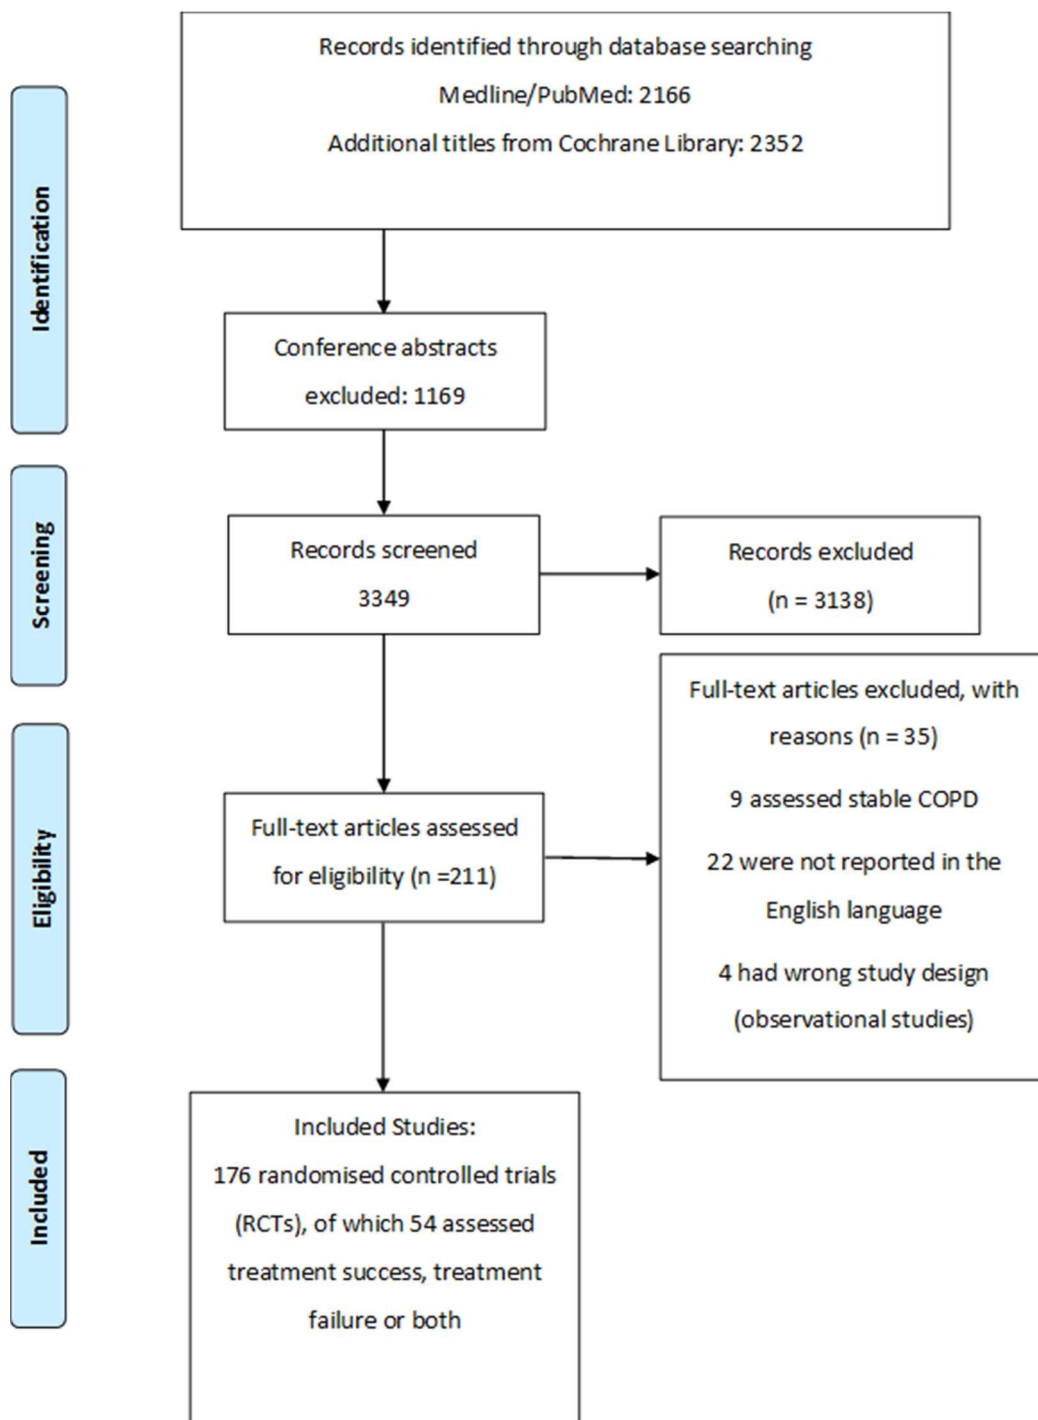 Identification
Records identified through database searching
Medline/PubMed: 2166
Additional titles from Cochrane Library: 2352
Conference abstracts
excluded: 1169
Screening
Records screened
3349
Records excluded
(n = 3138)
Eligibility
Full-text articles assessed
for eligibility (n =211)
Full-text articles excluded, with
reasons (n = 35)
9 assessed stable COPD
22 were not reported in the
English language
4 had wrong study design
(observational studies)
Included
Included Studies:
176 randomised controlled trials
(RCTs), of which 54 assessed
treatment success, treatment
failure or both